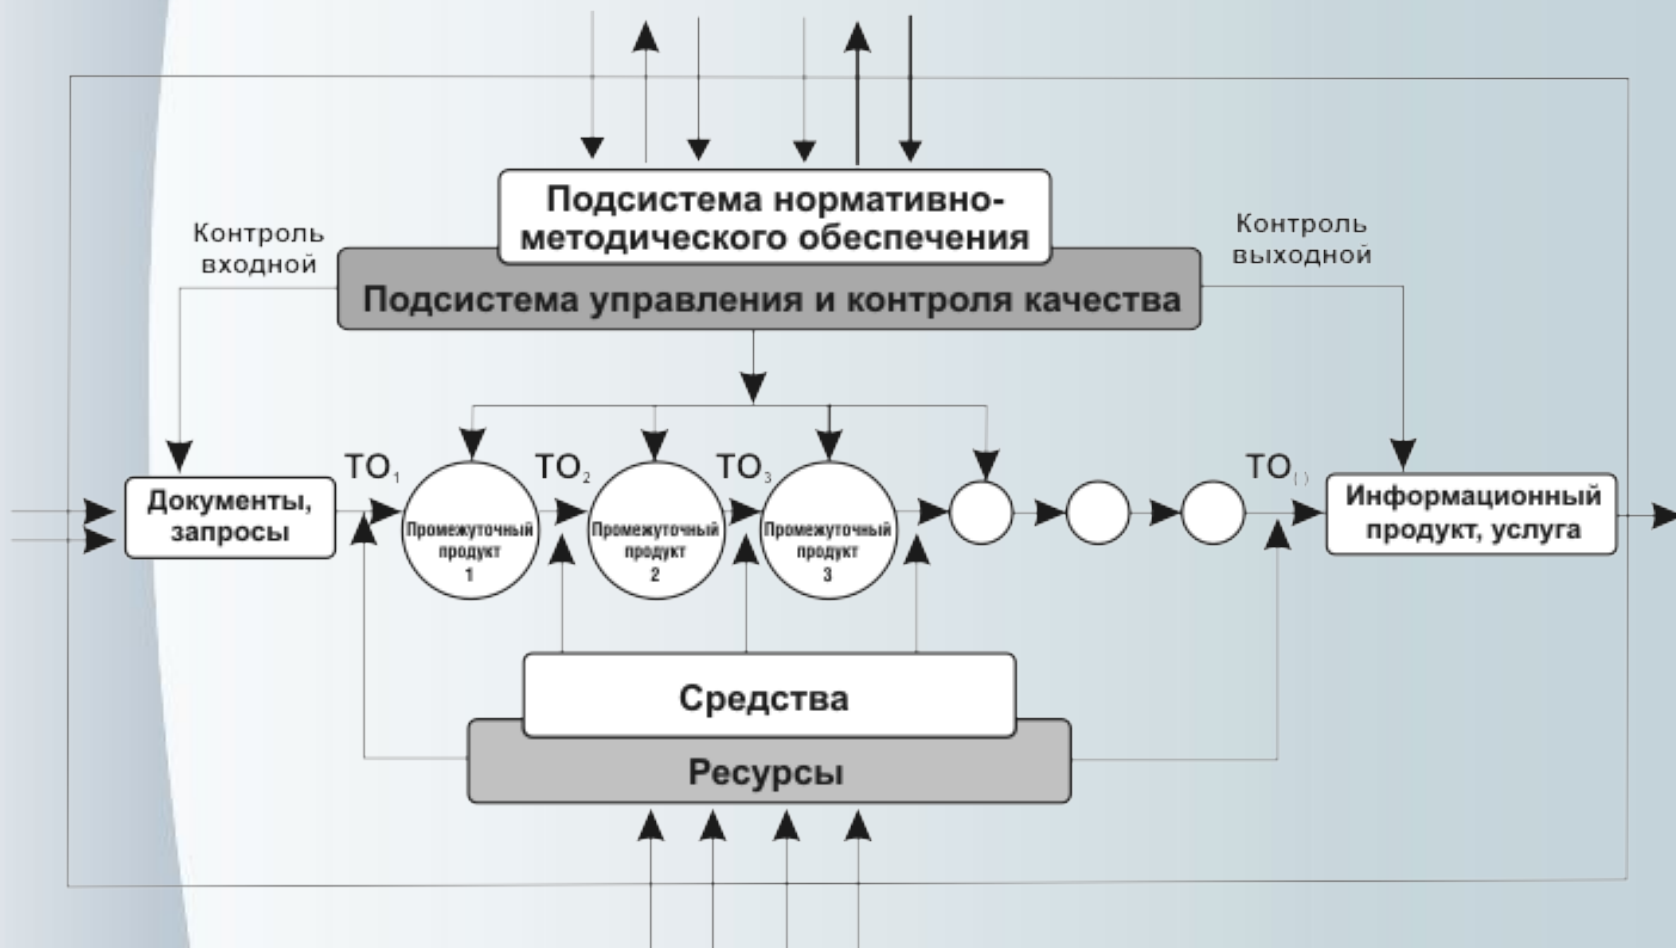 Подсистема нормативно-
методического обеспечения
Контроль
входной
Контроль
выходной
Подсистема управления и контроля качества
ТО1
ТО2
ТО3
ТО( )
Документы,
запросы
Промежуточный
продукт
1
Промежуточный
продукт
2
Промежуточный
продукт
3
Информационный
продукт, услуга
Средства
Ресурсы